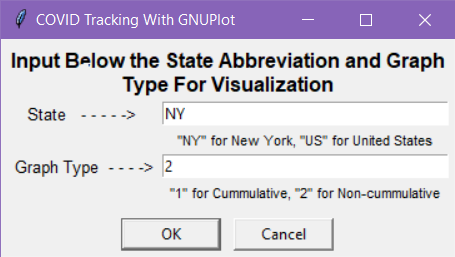 COVID Tracking With GNUPlot
Input Below the State Abbreviation and Graph
Type For Visualization
State - - - - -> NY
"NY" for New York, "US" for United States
Graph Type - - - -> 2
"1" for Cummulative, "2" for Non-cummulative
OK Cancel